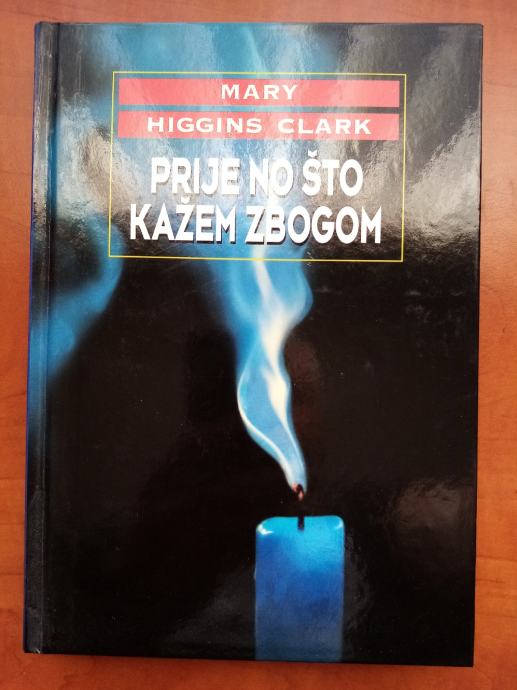 MARY
HIGGINS CLARK
PRIJE NO ŠTO
KAŽEM ZBOGOM